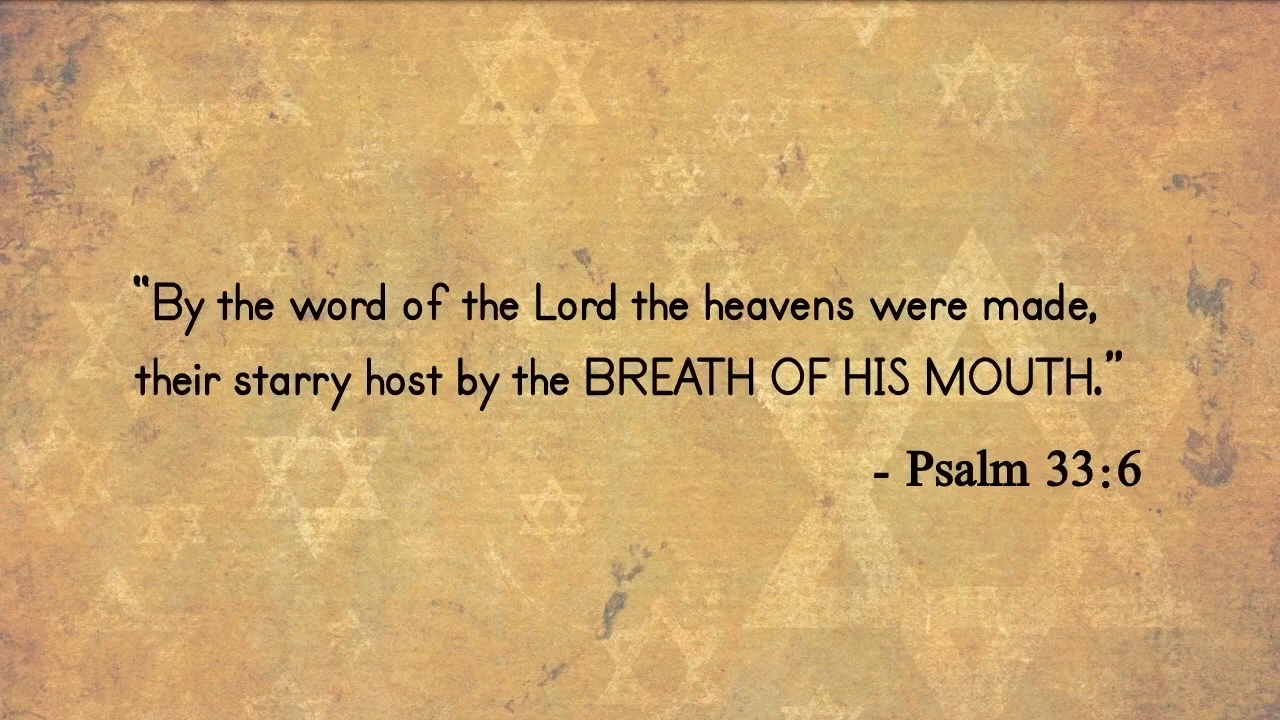 “By the word of the Lord the heavens were made,
their starry host by the BREATH OF HIS MOUTH.”
- Psalm 33:6